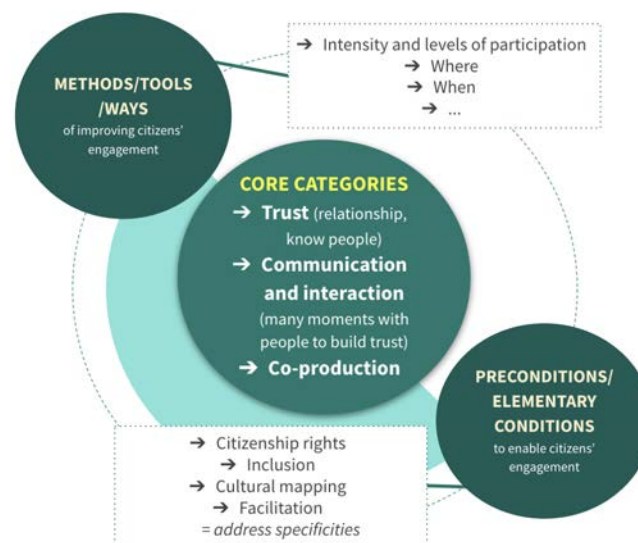 METHODS/TOOLS
/WAYS
of improving citizens'
engagement
➔ Intensity and levels of participation
➔ Where
➔ When
➔ ...
CORE CATEGORIES
➔ Trust (relationship,
know people)
➔ Communication
and interaction
(many moments with
people to build trust)
➔ Co-production
PRECONDITIONS/
ELEMENTARY
CONDITIONS
to enable citizens'
engagement
➔ Citizenship rights
➔ Inclusion
➔ Cultural mapping
➔ Facilitation
= address specificities